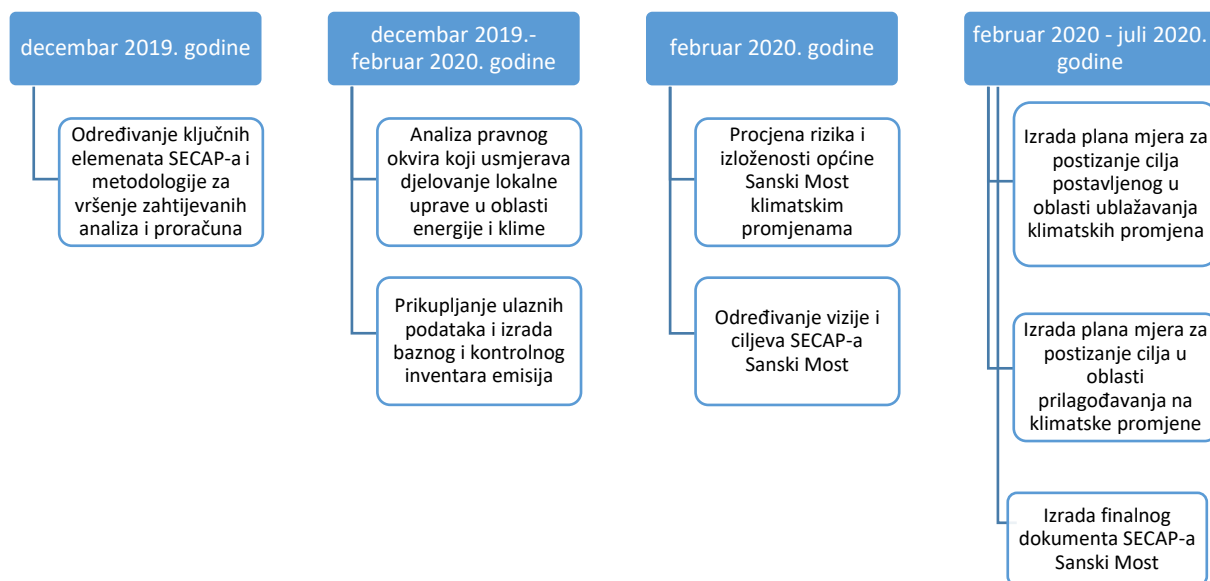 decembar 2019. godine
Određivanje ključnih
elemenata SECAP-a i
metodologije za
vršenje zahtijevanih
analiza i proračuna
decembar 2019.-
februar 2020. godine
Analiza pravnog
okvira koji usmjerava
djelovanje lokalne
uprave u oblasti
energije i klime
Prikupljanje ulaznih
podataka i izrada
baznog i kontrolnog
inventara emisija
februar 2020. godine
Procjena rizika i
izloženosti općine
Sanski Most
klimatskim
promjenama
Određivanje vizije i
ciljeva SECAP-a
Sanski Most
februar 2020 - juli 2020.
godine
Izrada plana mjera za
postizanje cilja
postavljenog u
oblasti ublažavanja
klimatskih promjena
Izrada plana mjera za
postizanje cilja u
oblasti
prilagođavanja na
klimatske promjene
Izrada finalnog
dokumenta SECAP-a
Sanski Most